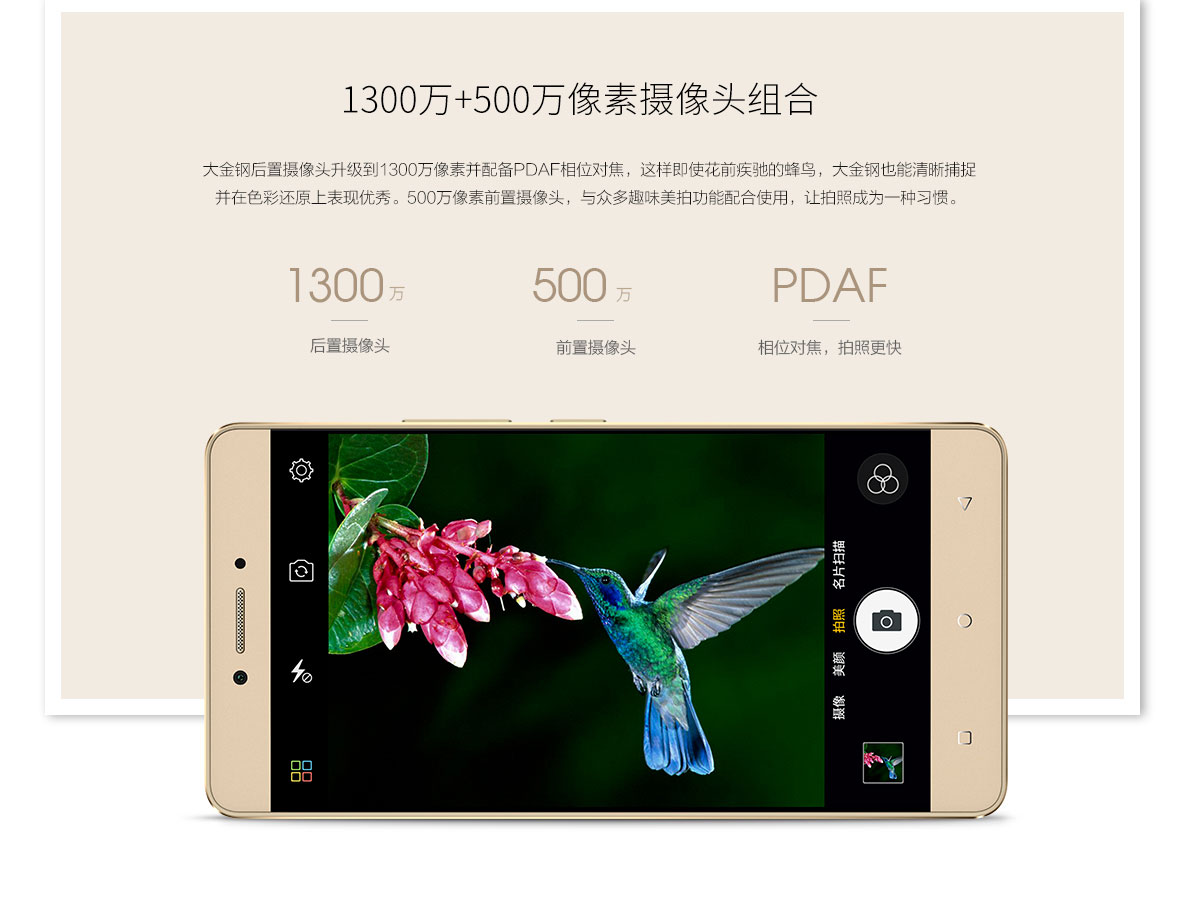 1300万+500万像素摄像头组合
大金钢后置摄像头升级到1300万像素并配备PDAF相位对焦，这样即使花前疾驰的蜂鸟，大金钢也能清晰捕捉
并在色彩还原上表现优秀。500万像素前置摄像头，与众多趣味美拍功能配合使用，让拍照成为一种习惯。
1300万
500万
PDAF
后置摄像头
前置摄像头
相位对焦，拍照更快
名片扫描
拍照
美颜
摄像